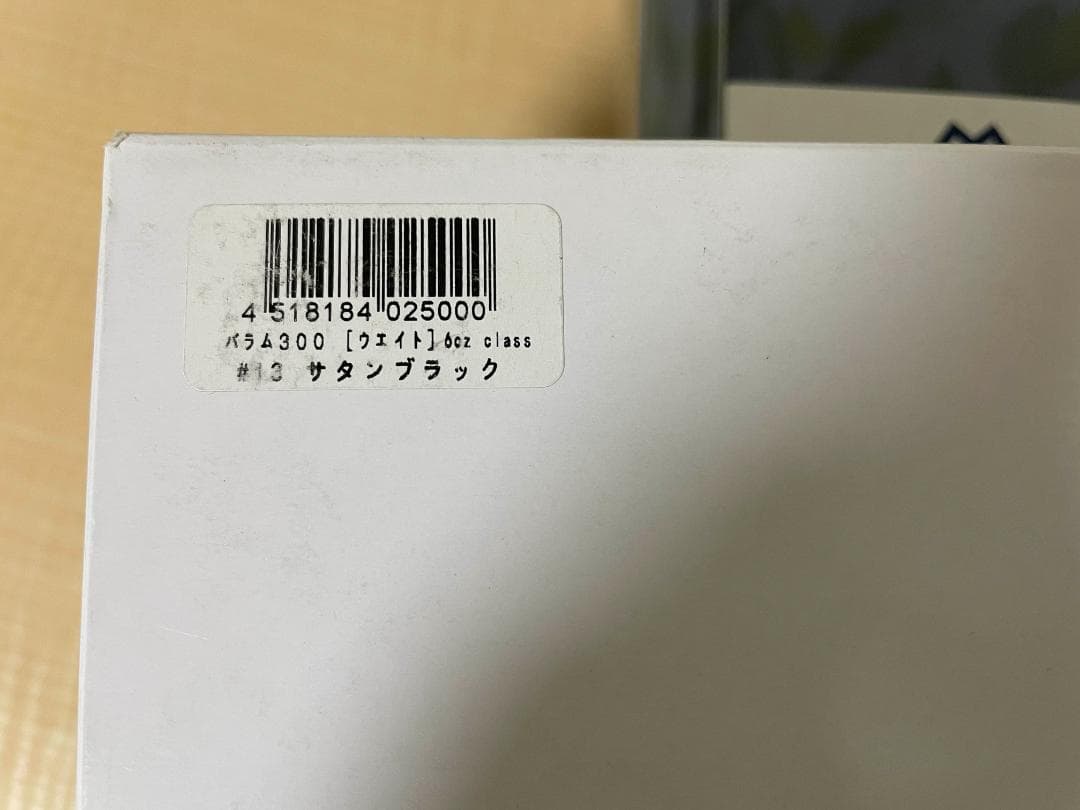 4 518184 025000
バラム300 [ウエイト]6oz class
#13 サタンブラック